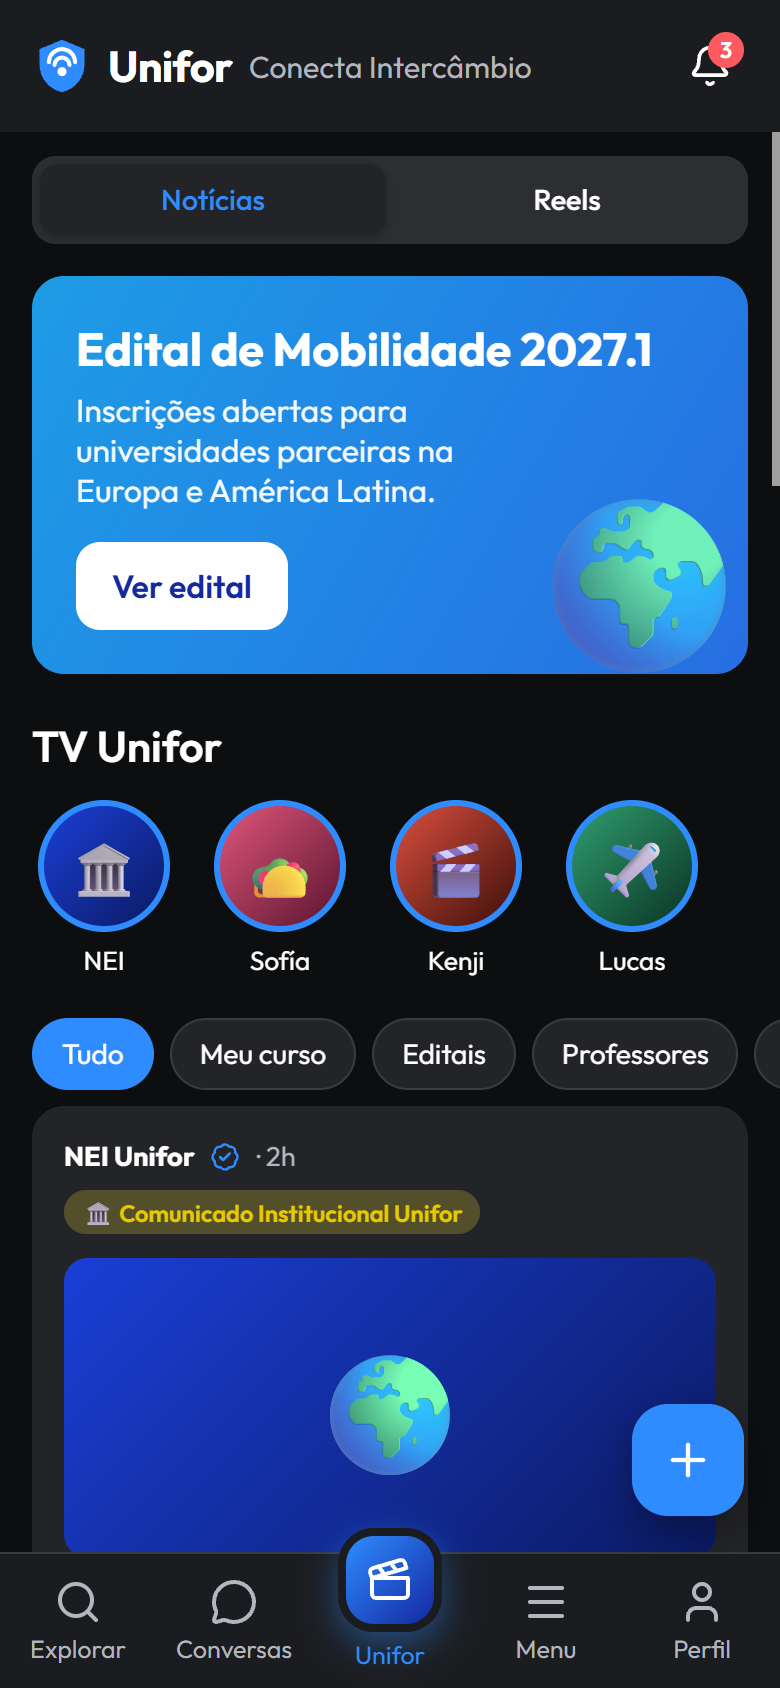 Unifor Conecta Intercâmbio
3
Notícias
Reels
Edital de Mobilidade 2027.1
Inscrições abertas para
universidades parceiras na
Europa e América Latina.
Ver edital
TV Unifor
NEI
Sofía
Kenji
Lucas
Tudo
Meu curso
Editais
Professores
NEI Unifor · 2h
Comunicado Institucional Unifor
Explorar
Conversas
Unifor
Menu
Perfil